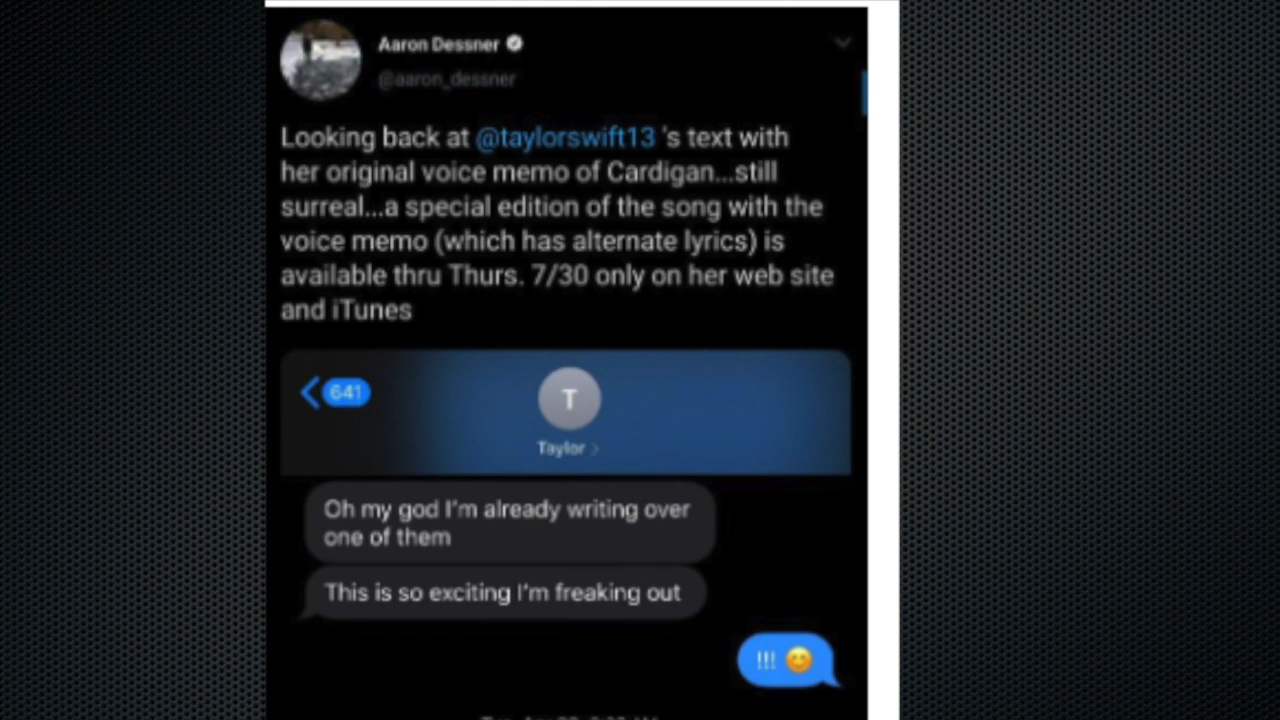 Aaron Dessner
@aaron_dessner
Looking back at @taylorswift13 's text with
her original voice memo of Cardigan...still
surreal...a special edition of the song with the
voice memo (which has alternate lyrics) is
available thru Thurs. 7/30 only on her web site
and iTunes
641
T
Taylor
Oh my god I'm already writing over
one of them
This is so exciting I'm freaking out
!!! 😊